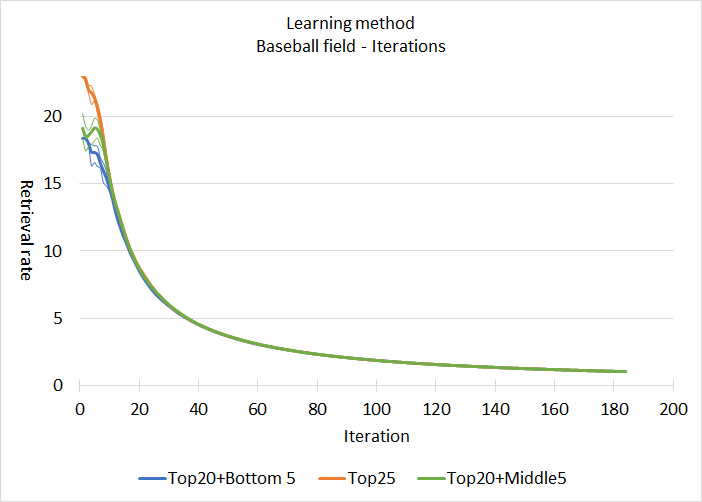 Learning method
Baseball field - Iterations
20
15
10
5
0
Retrieval rate
0 20 40 60 80 100 120 140 160 180 200
Iteration
Top20+Bottom 5 Top25 Top20+Middle5